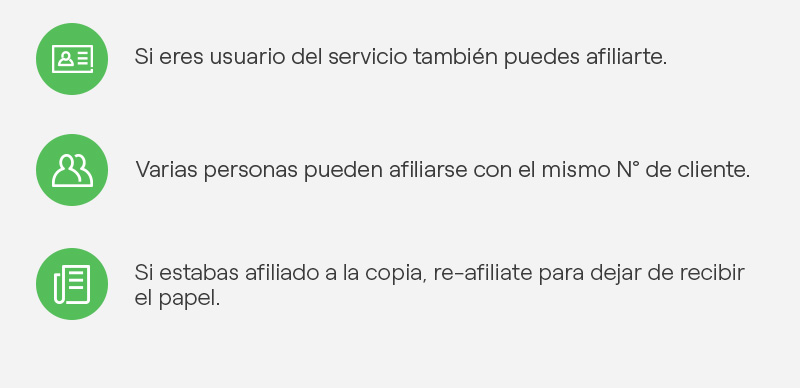 Si eres usuario del servicio también puedes afiliarte.
Varias personas pueden afiliarse con el mismo N° de cliente.
Si estabas afiliado a la copia, re-afiliate para dejar de recibir
el papel.